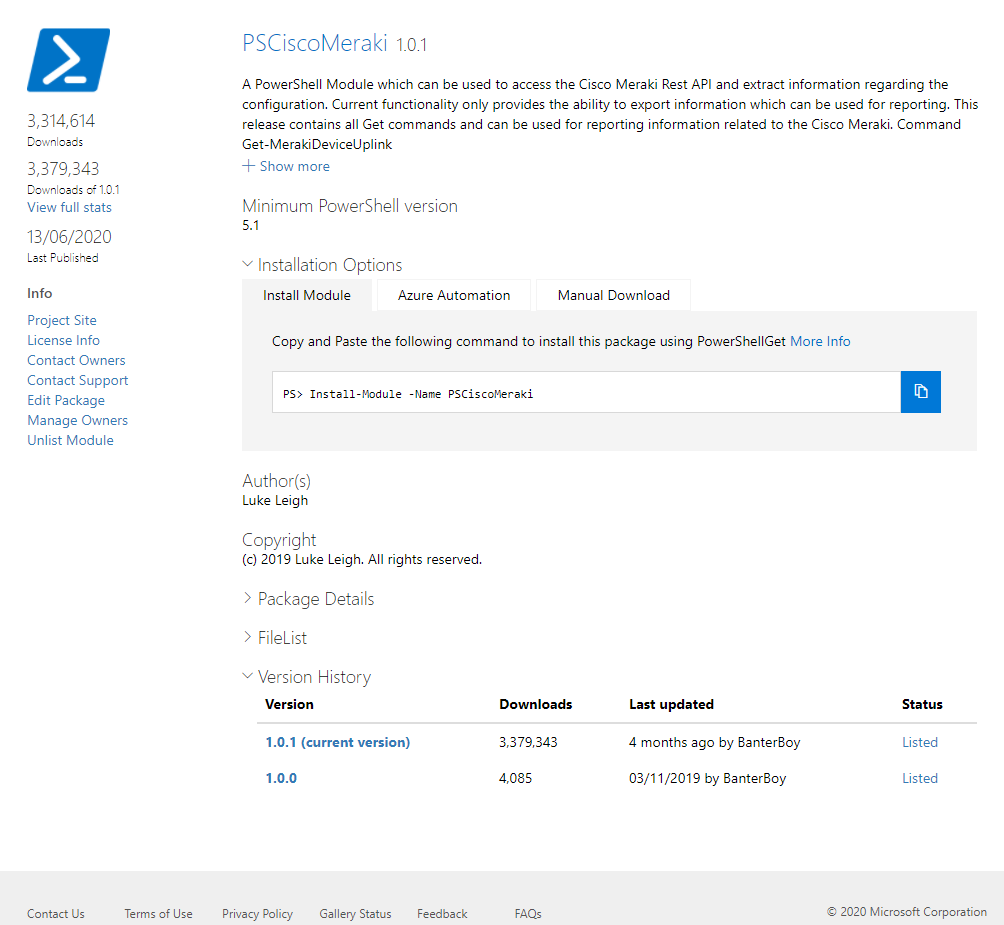 PSCiscoMeraki 1.0.1
A PowerShell Module which can be used to access the Cisco Meraki Rest API and extract information regarding the
configuration. Current functionality only provides the ability to export information which can be used for reporting. This
release contains all Get commands and can be used for reporting information related to the Cisco Meraki. Command
Get-MerakiDeviceUplink
Show more
3,314,614
Downloads
3,379,343
Downloads of 1.0.1
View full stats
13/06/2020
Last Published
Info
Project Site
License Info
Contact Owners
Contact Support
Edit Package
Manage Owners
Unlist Module
Minimum PowerShell version
5.1
Installation Options
Install Module Azure Automation Manual Download
Copy and Paste the following command to install this package using PowerShellGet More Info
PS> Install-Module -Name PSCiscoMeraki
Author(s)
Luke Leigh
Copyright
(c) 2019 Luke Leigh. All rights reserved.
Package Details
FileList
Version History
Version Downloads Last updated Status
1.0.1 (current version) 3,379,343 4 months ago by BanterBoy Listed
1.0.0 4,085 03/11/2019 by BanterBoy Listed
Contact Us Terms of Use Privacy Policy Gallery Status Feedback FAQs © 2020 Microsoft Corporation